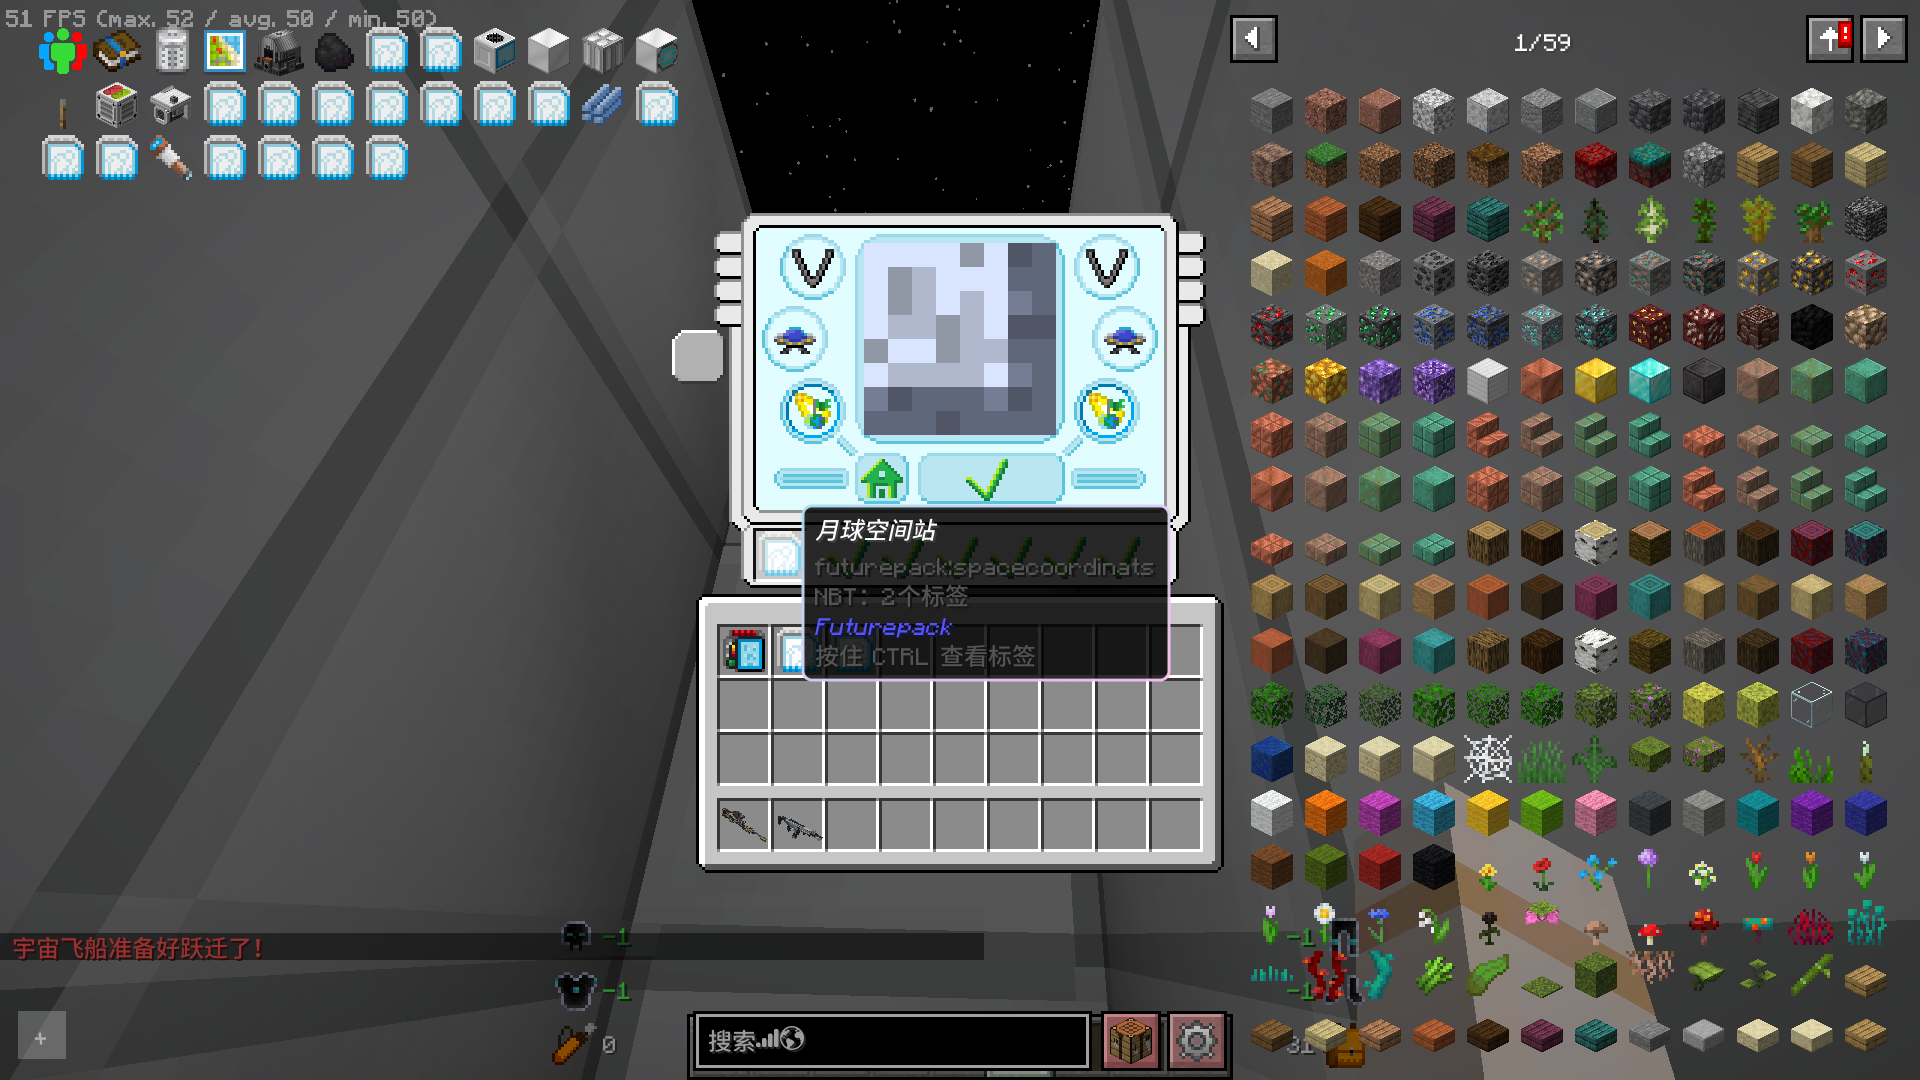 51 FPS (max. 52 / avg. 50 / min. 50)
1/59
月球空间站
futurepack:spacecoordinats
NBT: 2个标签
Futurepack
按住 CTRL 查看标签
宇宙飞船准备好跃迁了!
-1
-1
-1
-1
0
31
+
搜索